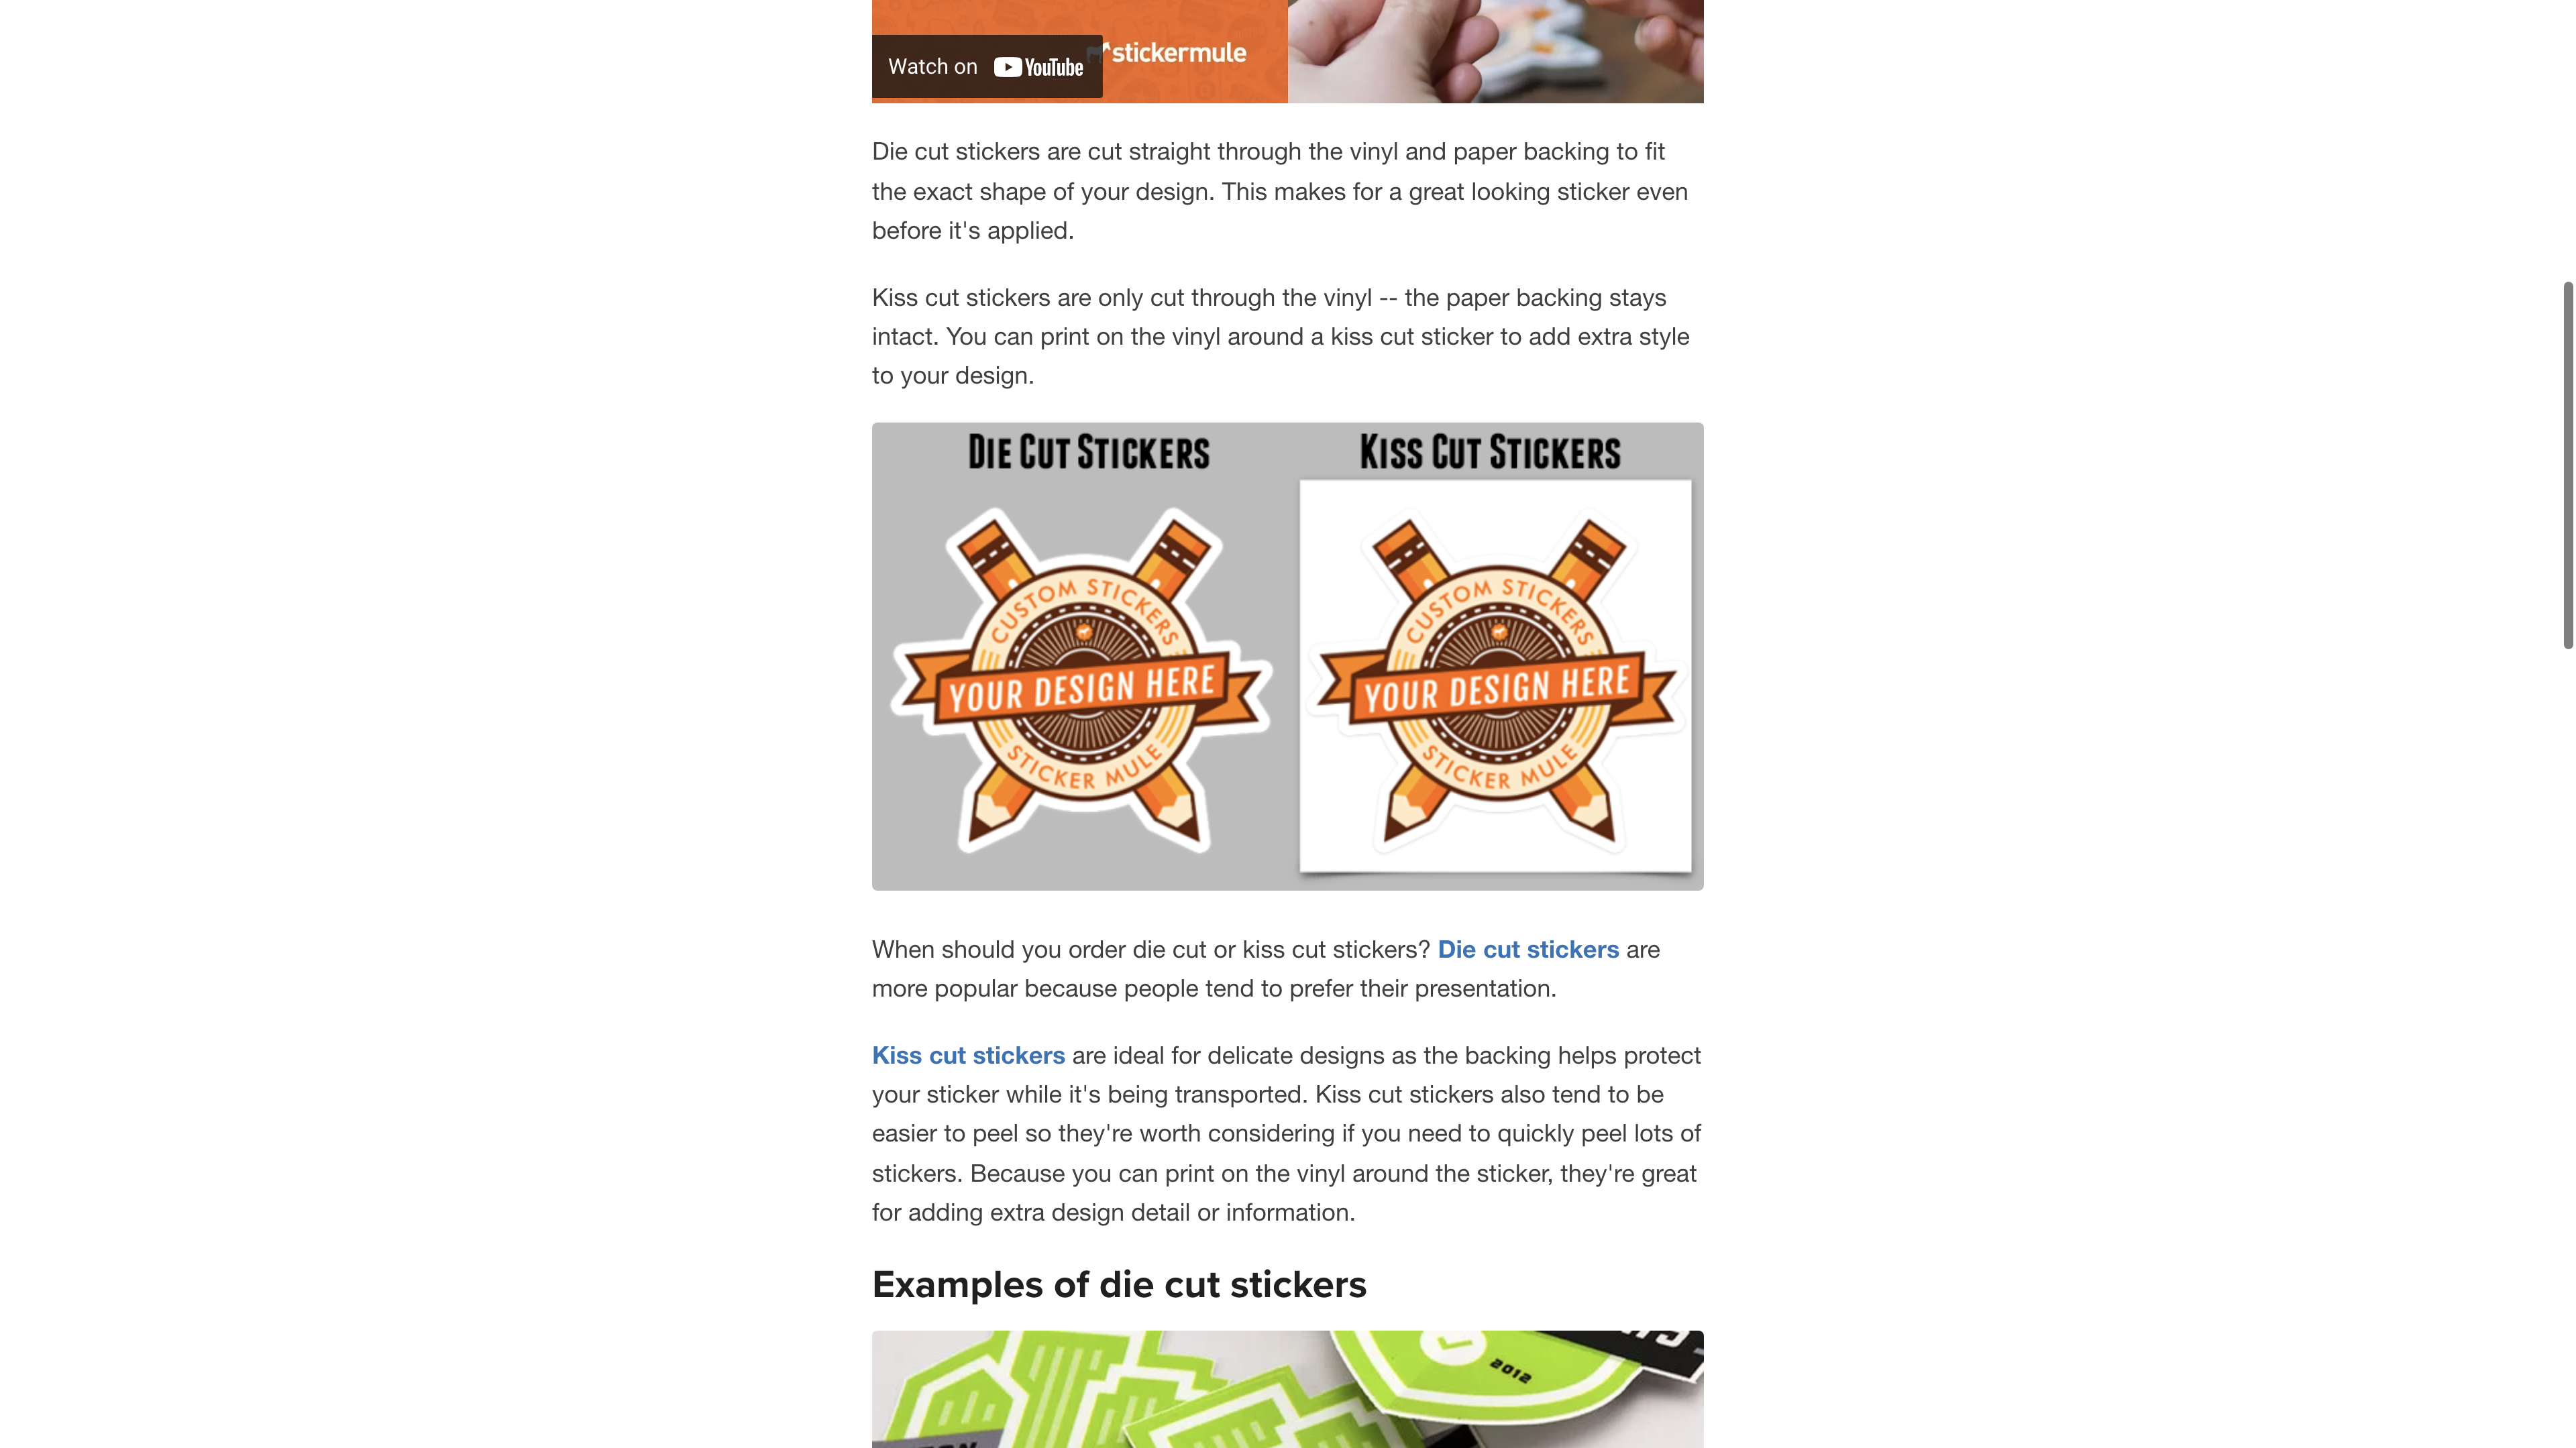 Watch on YouTube
stickermule
Die cut stickers are cut straight through the vinyl and paper backing to fit
the exact shape of your design. This makes for a great looking sticker even
before it's applied.
Kiss cut stickers are only cut through the vinyl -- the paper backing stays
intact. You can print on the vinyl around a kiss cut sticker to add extra style
to your design.
DIE CUT STICKERS
CUSTOM STICKERS
YOUR DESIGN HERE
STICKER MULE
KISS CUT STICKERS
CUSTOM STICKERS
YOUR DESIGN HERE
STICKER MULE
When should you order die cut or kiss cut stickers? Die cut stickers are
more popular because people tend to prefer their presentation.
Kiss cut stickers are ideal for delicate designs as the backing helps protect
your sticker while it's being transported. Kiss cut stickers also tend to be
easier to peel so they're worth considering if you need to quickly peel lots of
stickers. Because you can print on the vinyl around the sticker, they're great
for adding extra design detail or information.
Examples of die cut stickers
2012